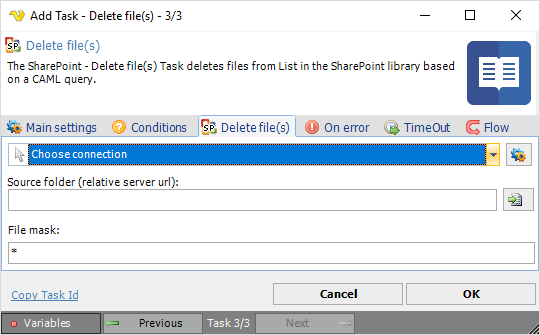 Add Task - Delete file(s) - 3/3
SP Delete file(s)
The SharePoint - Delete file(s) Task deletes files from List in the SharePoint library based
on a CAML query.
Main settings ? Conditions SP Delete file(s) ! On error TimeOut Flow
Choose connection
Source folder (relative server url):
File mask:
*
Copy Task Id Cancel OK
Variables Previous Task 3/3 Next